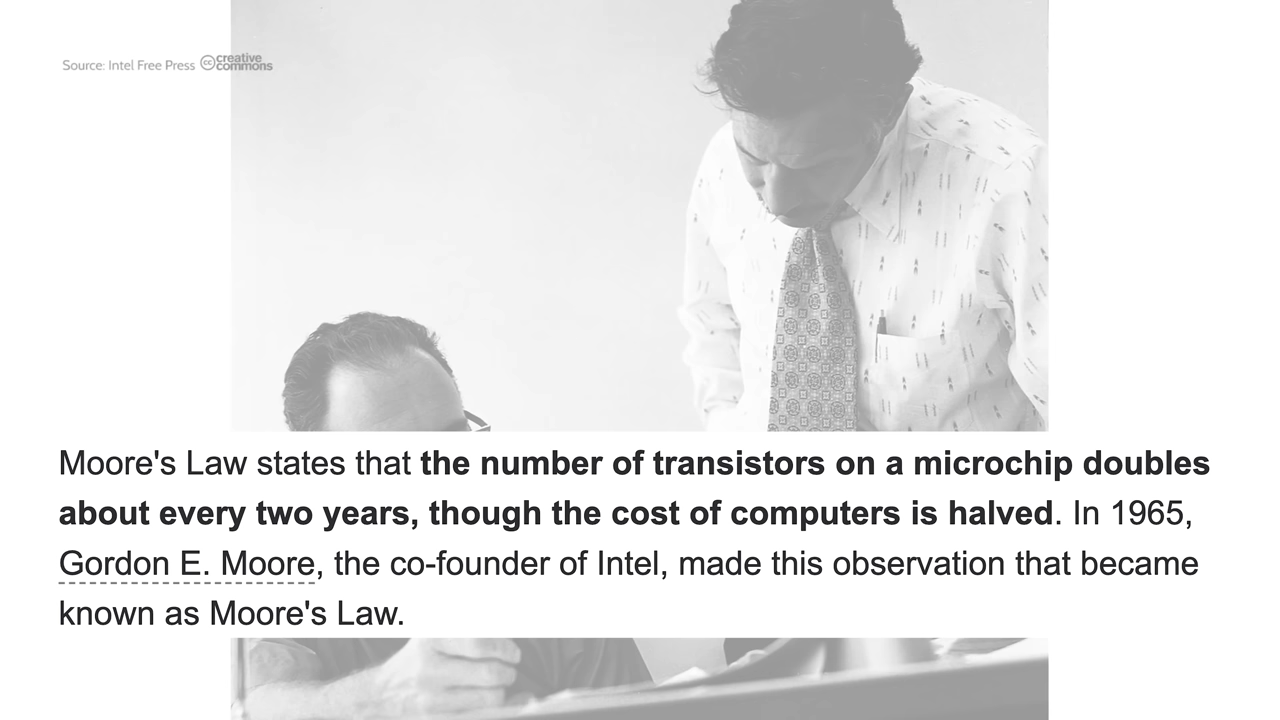 Source: Intel Free Press cc creative commons
Moore's Law states that the number of transistors on a microchip doubles
about every two years, though the cost of computers is halved. In 1965,
Gordon E. Moore, the co-founder of Intel, made this observation that became
known as Moore's Law.